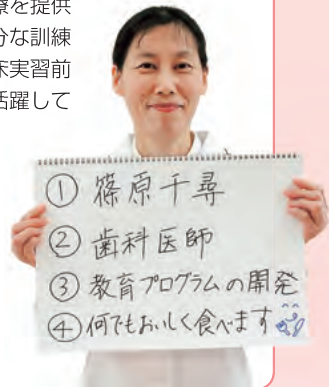 療を提供
分な訓練
床実習前
活躍して
① 篠原千尋
② 歯科医師
③ 教育プログラムの開発
④ 何でもおいしく食べます